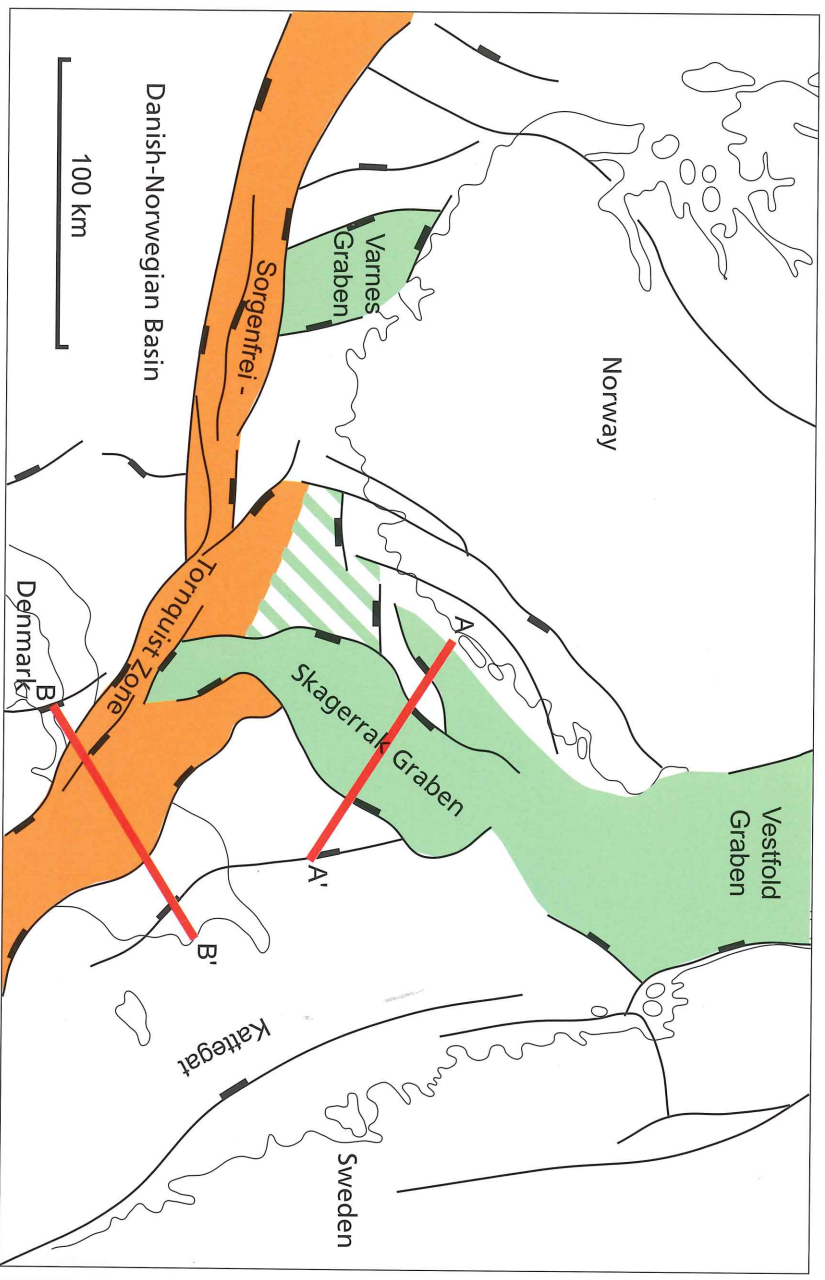 Norway
Vestfold
Graben
Varnes
Graben
A
Skagerrak Graben
A'
Sorgenfrei -
Tornquist Zone
Danish-Norwegian Basin
100 km
Denmark
B
B'
Kattegat
Sweden